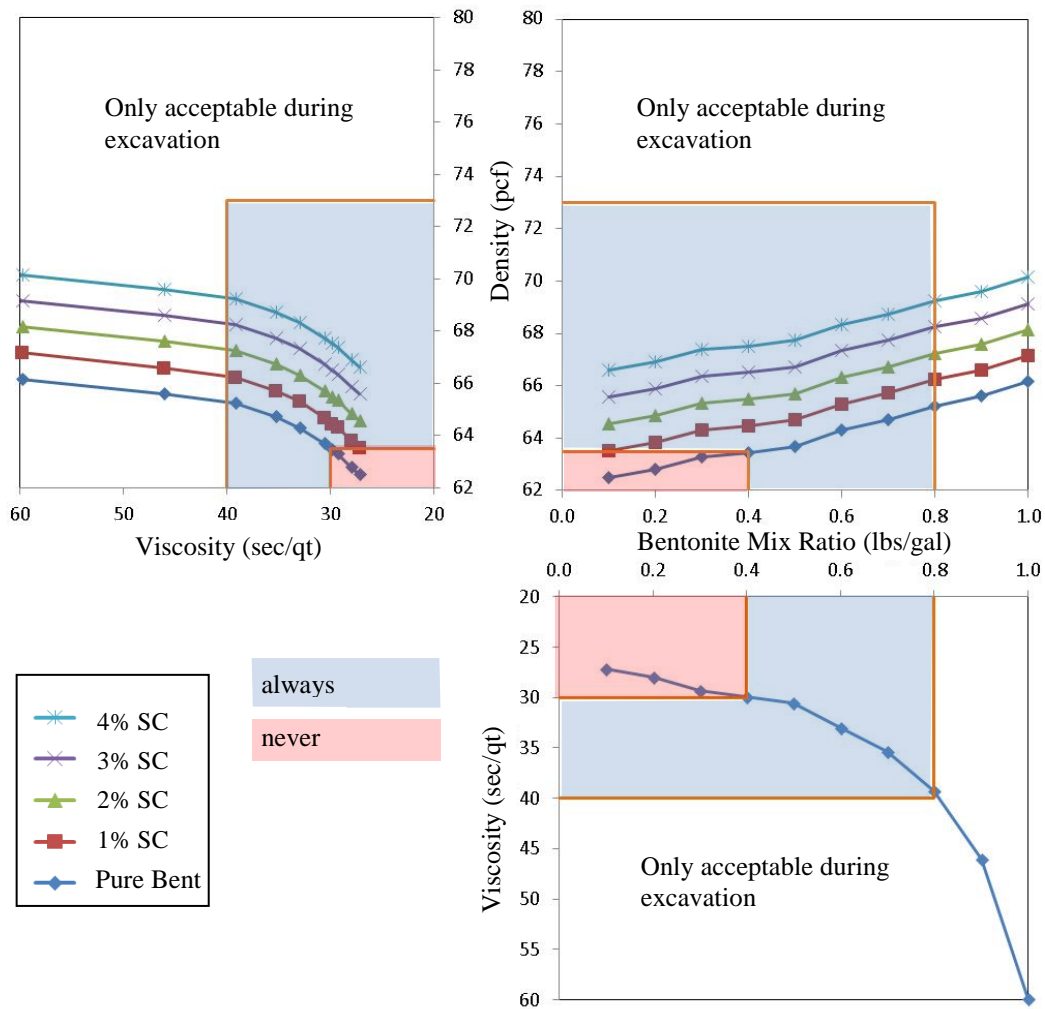 80
78
76
74
72
70
68
66
64
62
60
50
40
30
20
Viscosity (sec/qt)
Only acceptable during
excavation
Density (pcf)
80
78
76
74
72
70
68
66
64
62
0.0
0.2
0.4
0.6
0.8
1.0
Bentonite Mix Ratio (lbs/gal)
Only acceptable during
excavation
0.0
0.2
0.4
0.6
0.8
1.0
20
25
30
35
40
45
50
55
60
Viscosity (sec/qt)
Only acceptable during
excavation
4% SC
3% SC
2% SC
1% SC
Pure Bent
always
never